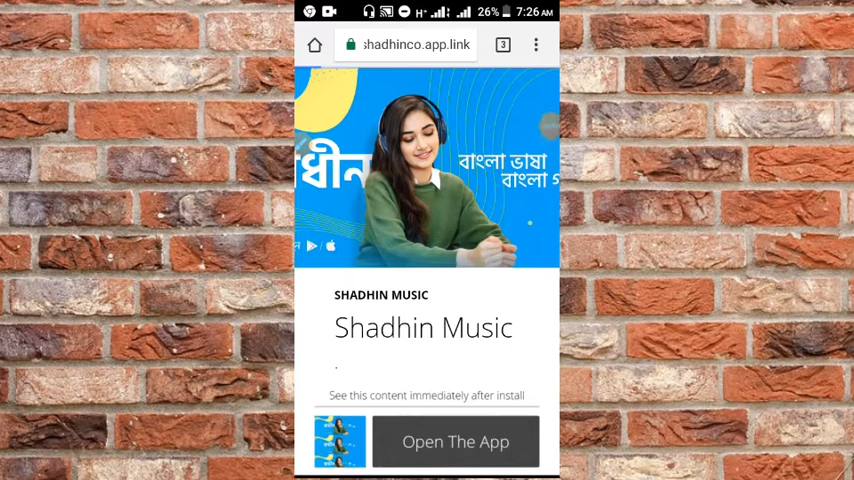 H+ 26% 7:26 AM
shadhinco.app.link 3
বাংলা ভাষা
বাংলা
SHADHIN MUSIC
Shadhin Music
.
See this content immediately after install
Open The App